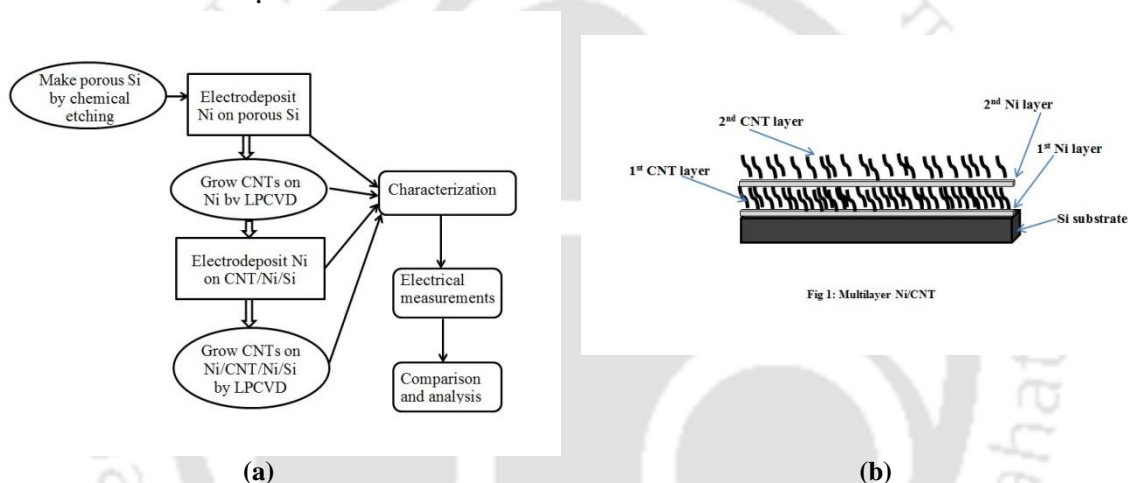 Make porous Si
by chemical
etching
Electrodeposit
Ni on porous Si
Grow CNTs on
Ni by LPCVD
Characterization
Electrodeposit Ni
on CNT/Ni/Si
Electrical
measurements
Grow CNTs on
Ni/CNT/Ni/Si
by LPCVD
Comparison
and analysis
(a)
2nd Ni layer
2nd CNT layer
1st Ni layer
1st CNT layer
Si substrate
Fig 1: Multilayer Ni/CNT
(b)